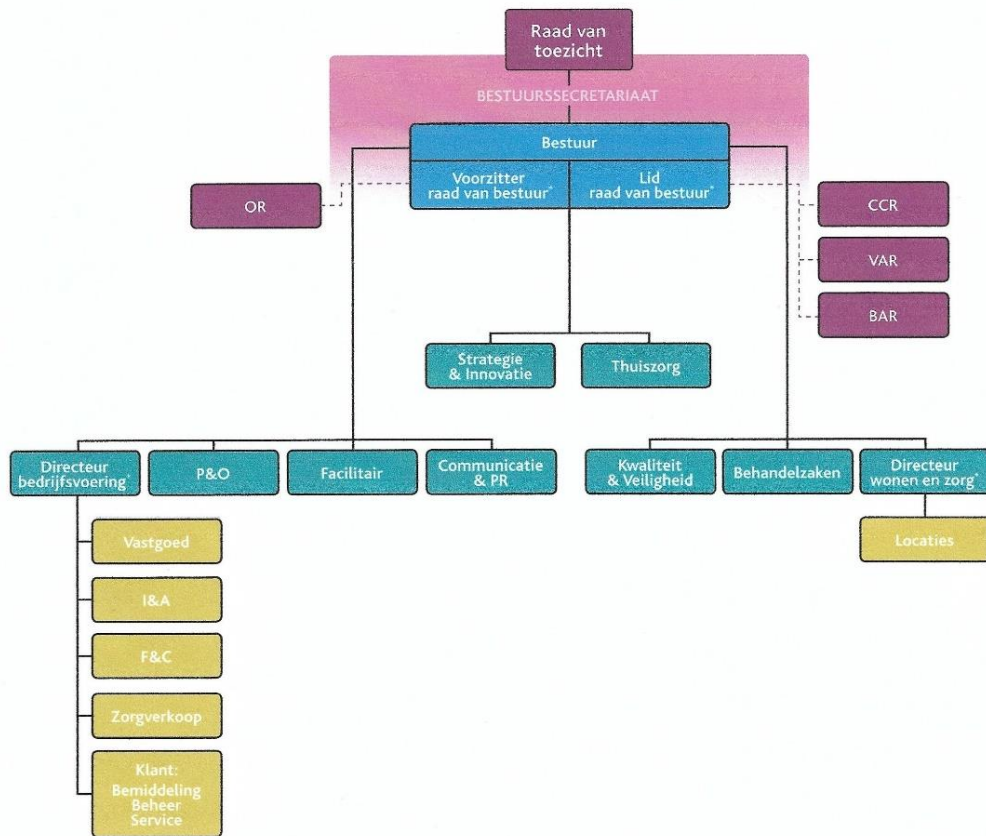 Raad van
toezicht
BESTUURSSECRETARIAAT
Bestuur
Voorzitter
raad van bestuur*
Lid
raad van bestuur*
OR
CCR
VAR
BAR
Strategie
& Innovatie
Thuiszorg
Directeur
bedrijfsvoering*
P&O
Facilitair
Communicatie
& PR
Kwaliteit
& Veiligheid
Behandelzaken
Directeur
wonen en zorg*
Vastgoed
Locaties
I&A
F&C
Zorgverkoop
Klant:
Bemiddeling
Beheer
Service